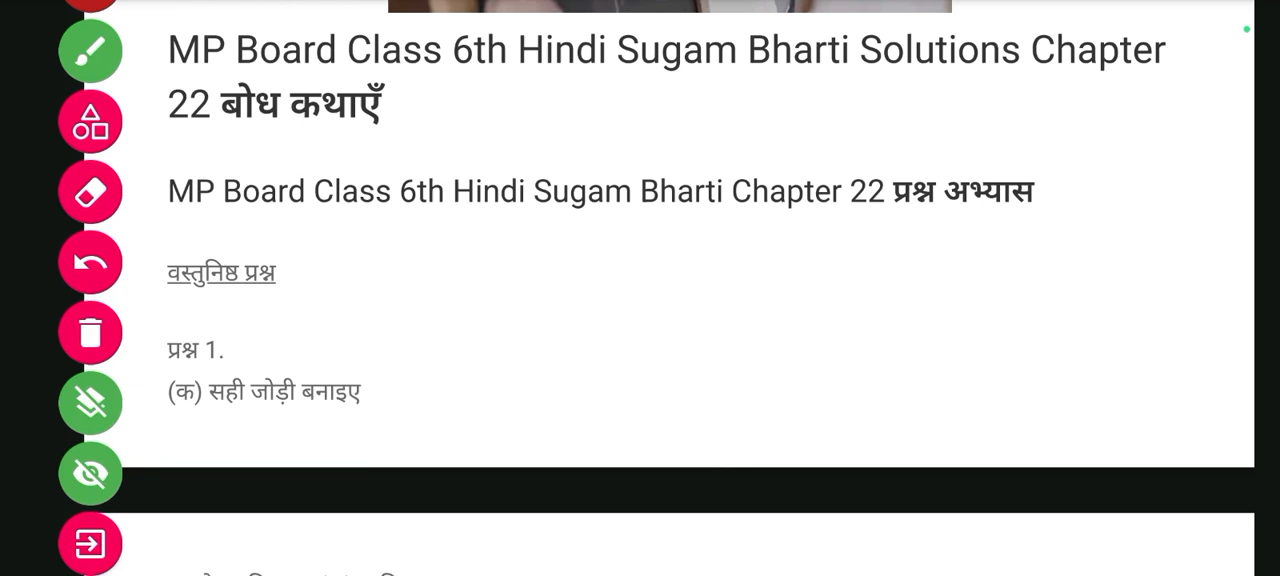 MP Board Class 6th Hindi Sugam Bharti Solutions Chapter
22 बोध कथाएँ
MP Board Class 6th Hindi Sugam Bharti Chapter 22 प्रश्न अभ्यास
वस्तुनिष्ठ प्रश्न
प्रश्न 1.
(क) सही जोड़ी बनाइए